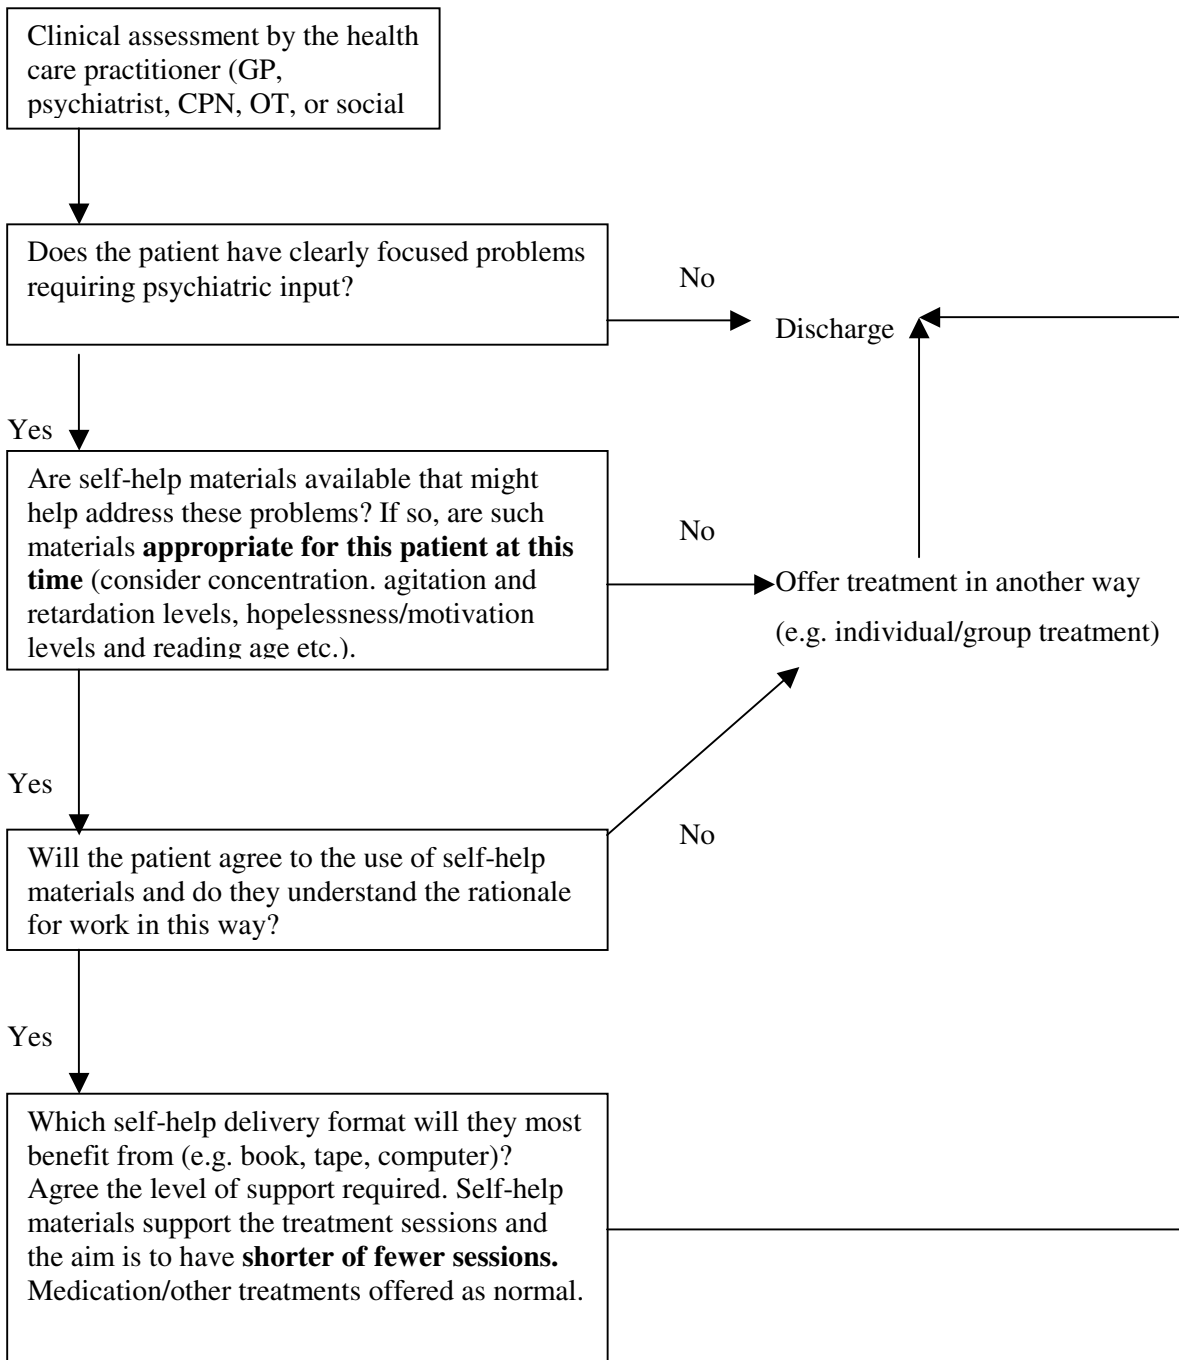 Clinical assessment by the health
care practitioner (GP,
psychiatrist, CPN, OT, or social
Does the patient have clearly focused problems
requiring psychiatric input?
No
Discharge
Yes
Are self-help materials available that might
help address these problems? If so, are such
materials appropriate for this patient at this
time (consider concentration. agitation and
retardation levels, hopelessness/motivation
levels and reading age etc.).
No
Offer treatment in another way
(e.g. individual/group treatment)
Yes
Will the patient agree to the use of self-help
materials and do they understand the rationale
for work in this way?
No
Yes
Which self-help delivery format will they most
benefit from (e.g. book, tape, computer)?
Agree the level of support required. Self-help
materials support the treatment sessions and
the aim is to have shorter of fewer sessions.
Medication/other treatments offered as normal.